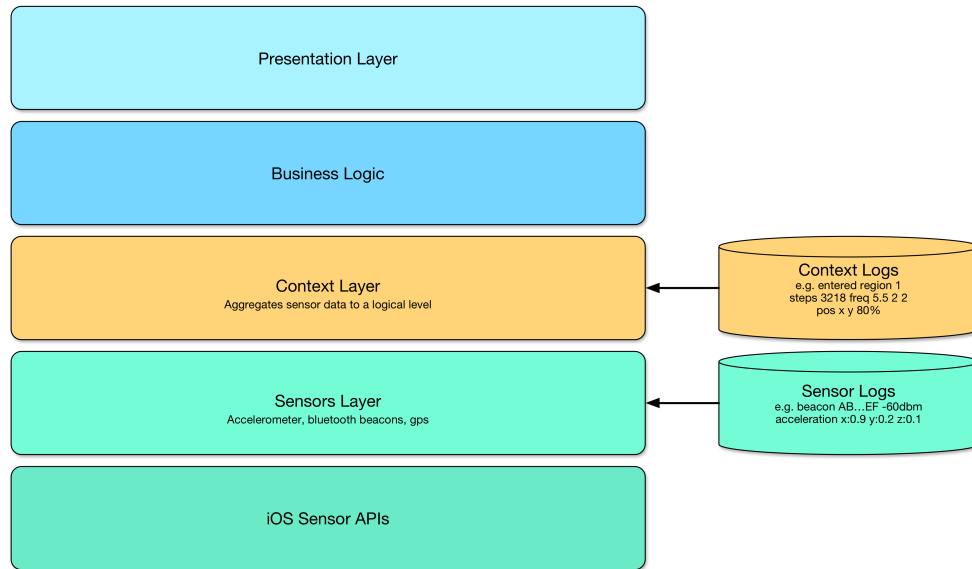 Presentation Layer
Business Logic
Context Layer
Aggregates sensor data to a logical level
Context Logs
e.g. entered region 1
steps 3218 freq 5.5 2 2
pos x y 80%
Sensors Layer
Accelerometer, bluetooth beacons, gps
Sensor Logs
e.g. beacon AB...EF -60dbm
acceleration x:0.9 y:0.2 z:0.1
iOS Sensor APIs